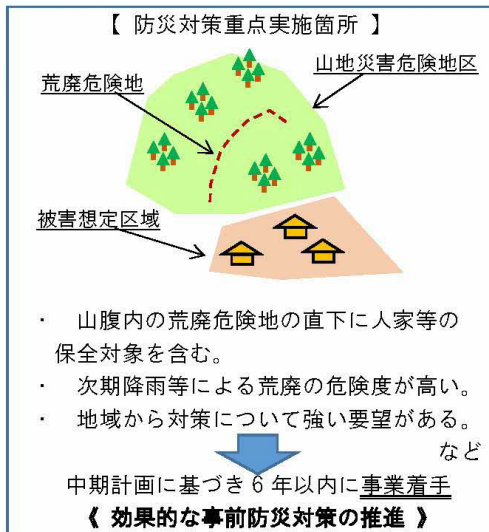 【 防災対策重点実施箇所 】
山地災害危険地区
荒廃危険地
被害想定区域
・ 山腹内の荒廃危険地の直下に人家等の
保全対象を含む。
・ 次期降雨等による荒廃の危険度が高い。
・ 地域から対策について強い要望がある。
など
中期計画に基づき6年以内に事業着手
《 効果的な事前防災対策の推進 》